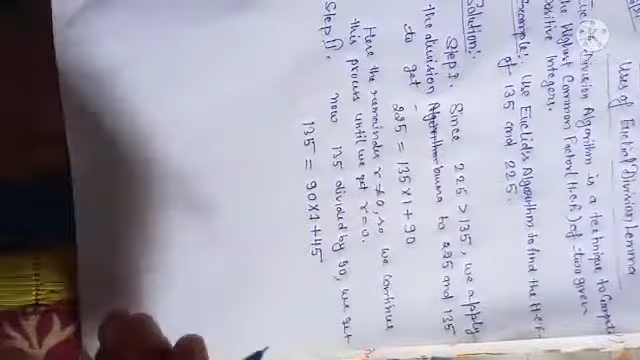 Uses of Euclid Division Lemma
Division Algorithm is a technique to Compute
the Highest Common Factor (H.C.F) of two given
positive integers.
Example:- Use Euclid's Algorithm to find the H.C.F
of 135 and 225.
Solution:-
Step I. Since 225 > 135, we apply
the division lemma to 225 and 135
to get -
225 = 135 x 1 + 90
Here the remainder r ≠ 0, so we continue
this process until we get r = 0.
Step II. now 135 divided by 90, we get
135 = 90 x 1 + 45